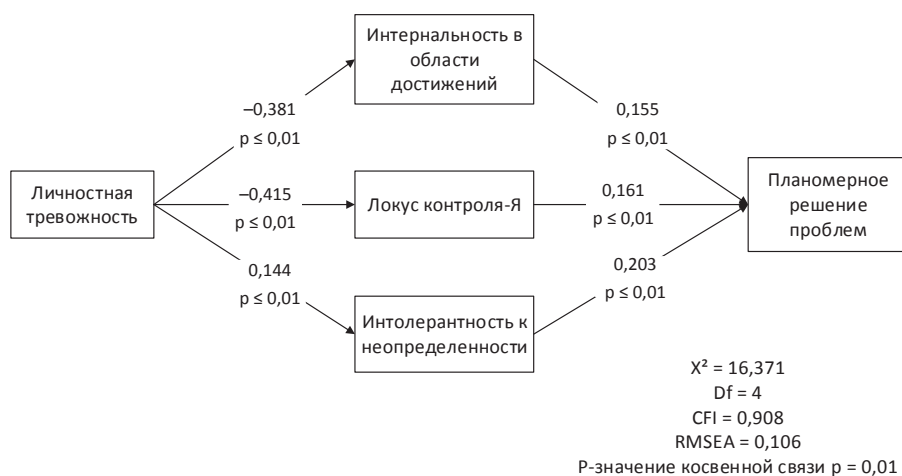 Интернальность в
области
достижений
–0,381
p ≤ 0,01
0,155
p ≤ 0,01
Личностная
тревожность
–0,415
p ≤ 0,01
Локус контроля-Я
0,161
p ≤ 0,01
Планомерное
решение
проблем
0,144
p ≤ 0,01
Интолерантность к
неопределенности
0,203
p ≤ 0,01
X² = 16,371
Df = 4
CFI = 0,908
RMSEA = 0,106
P-значение косвенной связи p = 0,01